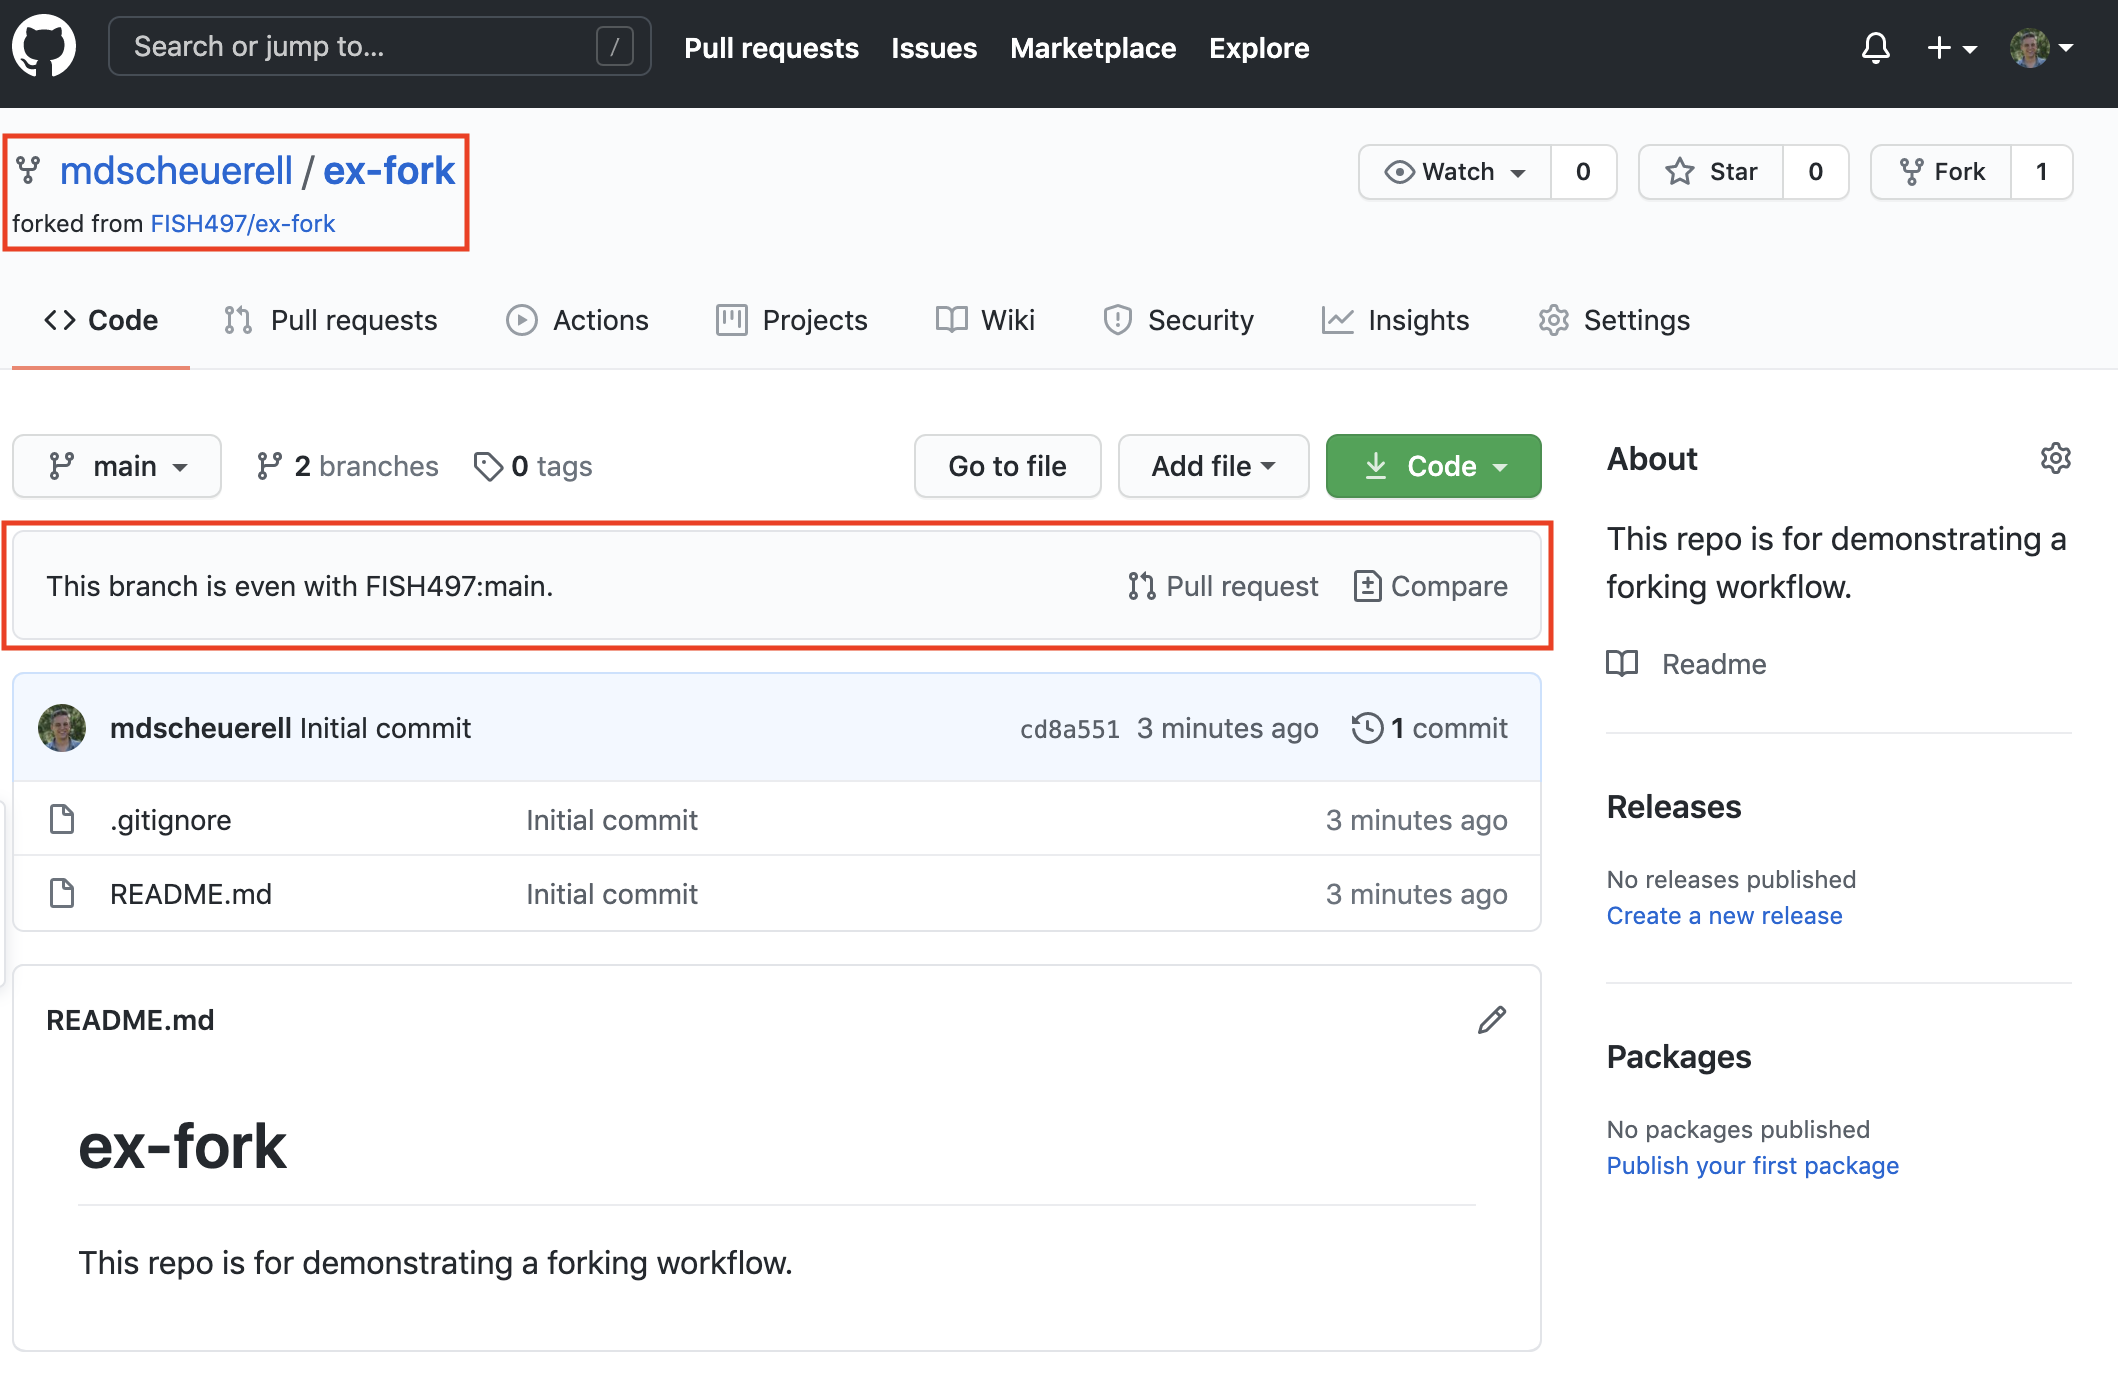 Search or jump to... / Pull requests Issues Marketplace Explore
mdscheuerell / ex-fork
Watch 0 Star 0 Fork 1
forked from FISH497/ex-fork
Code Pull requests Actions Projects Wiki Security Insights Settings
main 2 branches 0 tags Go to file Add file Code
This branch is even with FISH497:main. Pull request Compare
mdscheuerell Initial commit cd8a551 3 minutes ago 1 commit
.gitignore Initial commit 3 minutes ago
README.md Initial commit 3 minutes ago
README.md
ex-fork
This repo is for demonstrating a forking workflow.
About
This repo is for demonstrating a
forking workflow.
Readme
Releases
No releases published
Create a new release
Packages
No packages published
Publish your first package